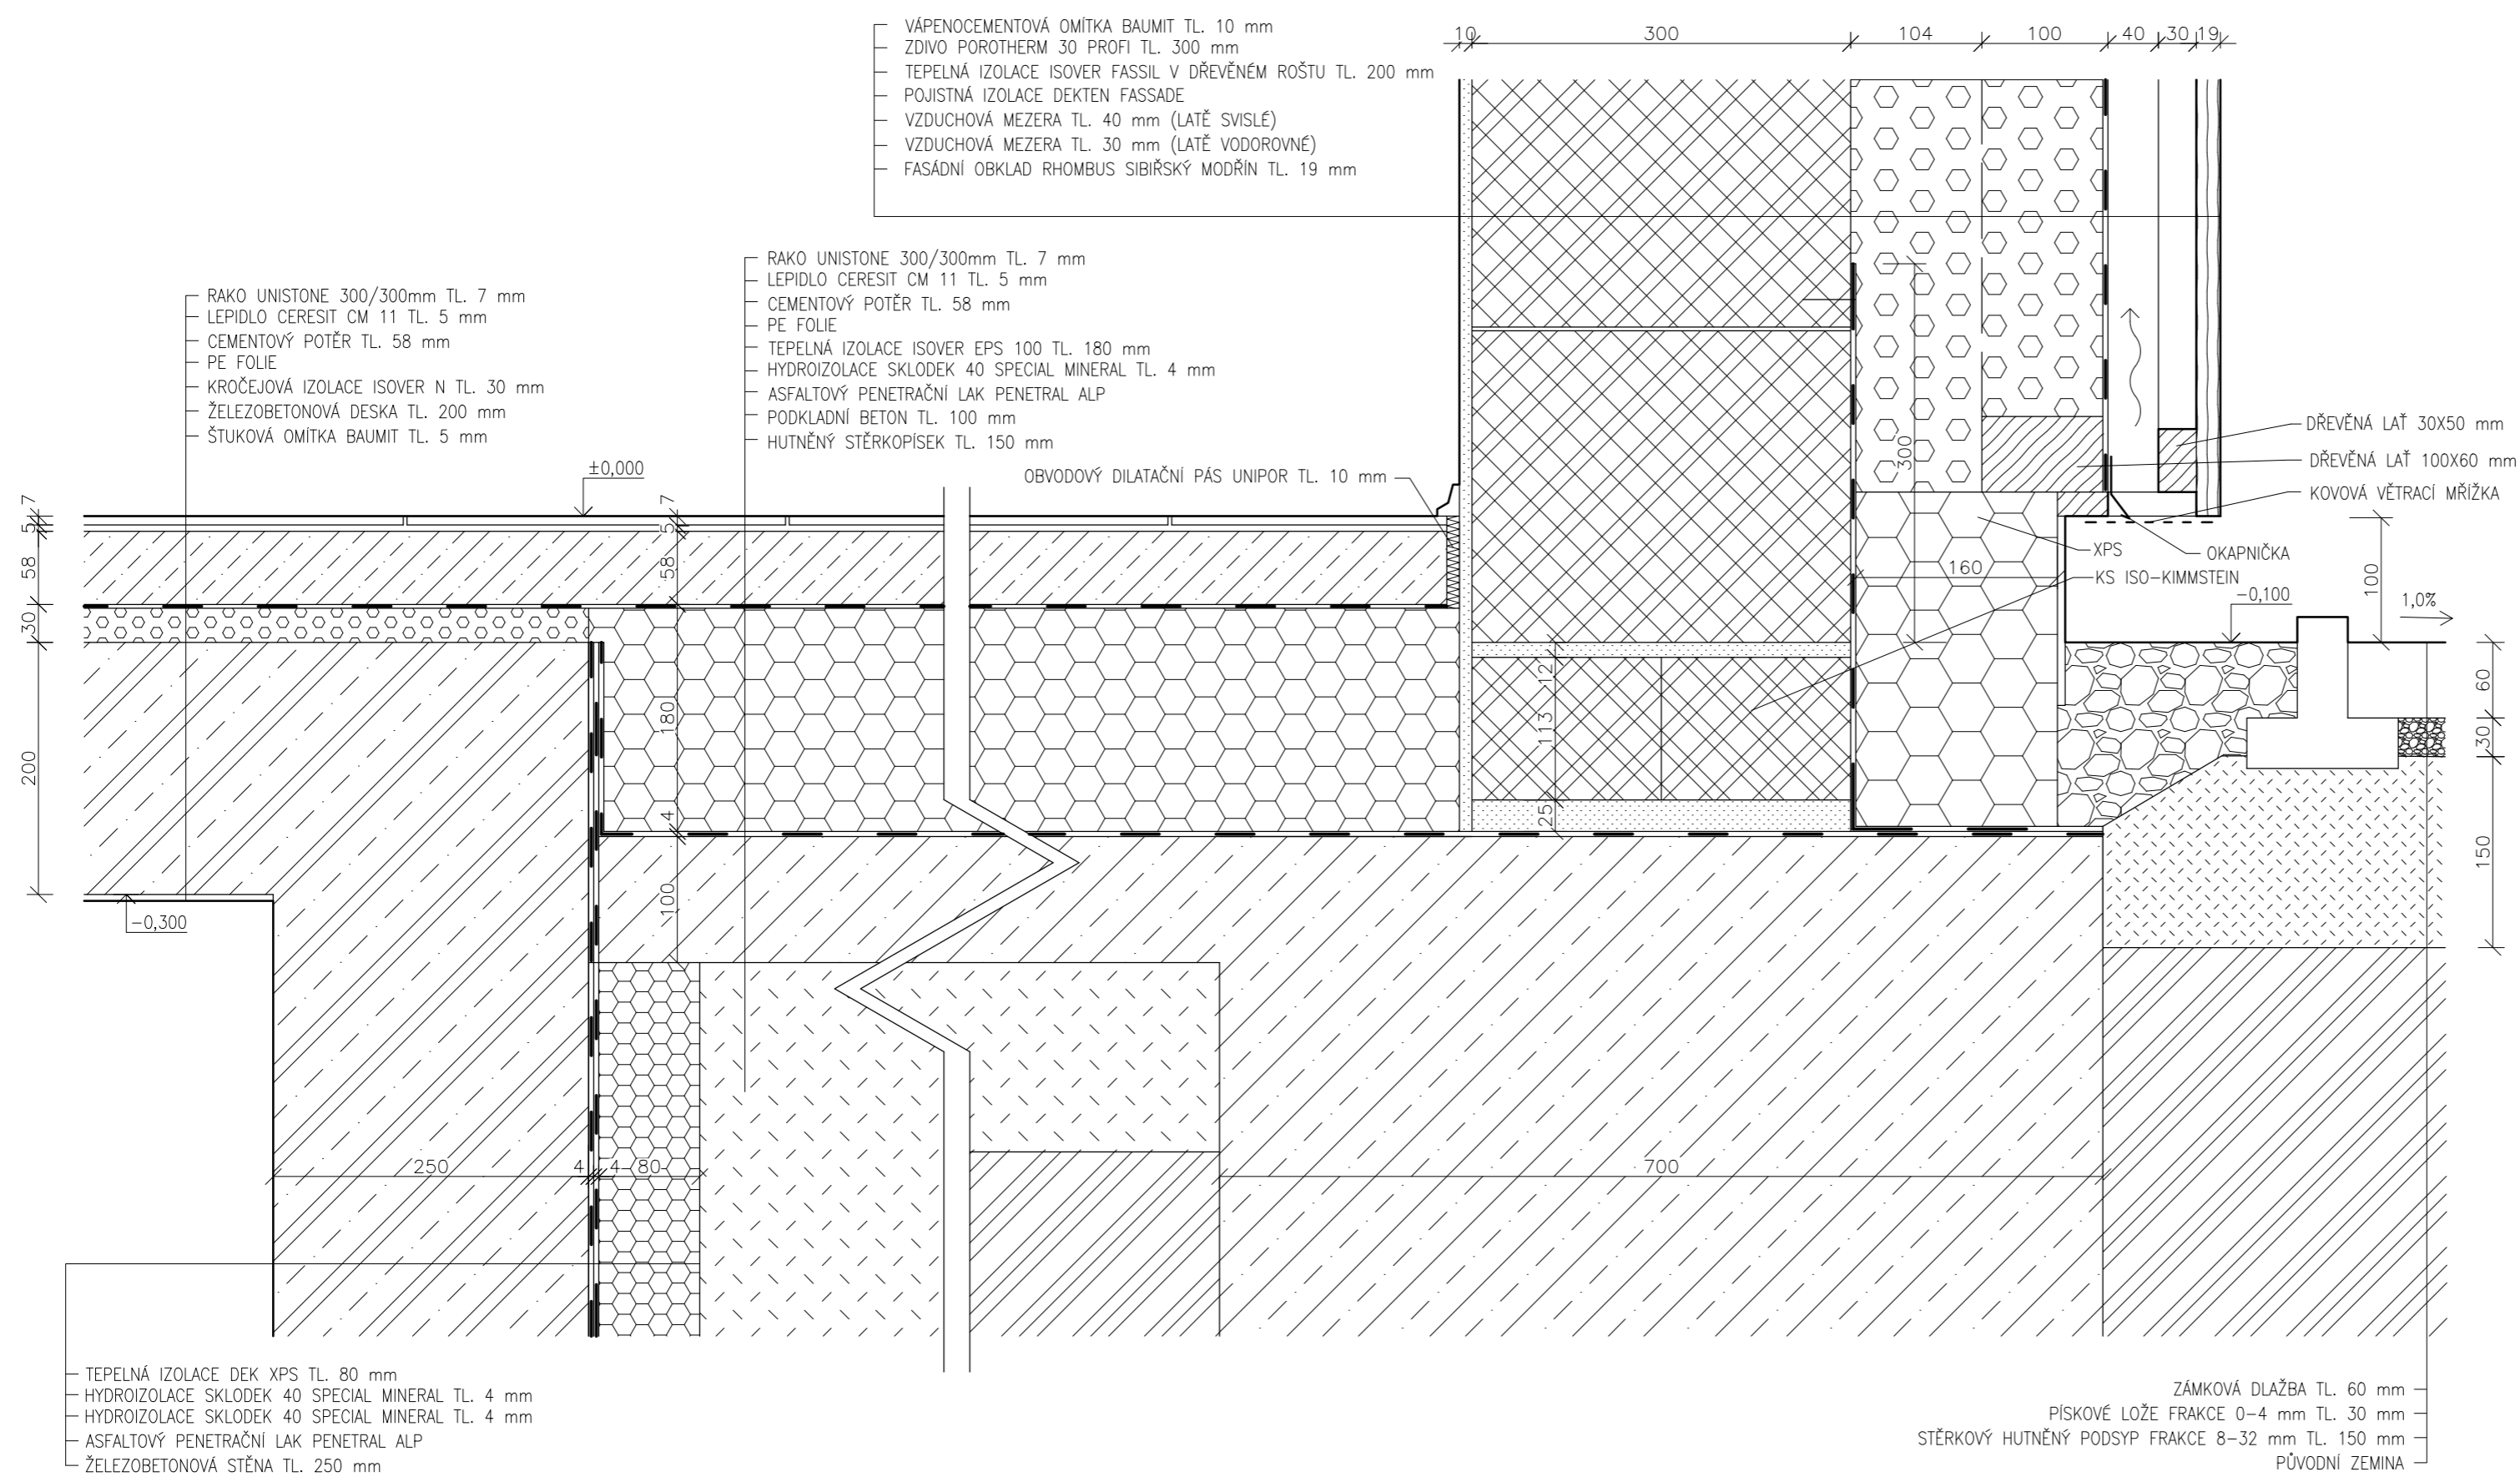 VÁPENOCEMENTOVÁ OMÍTKA BAUMIT TL. 10 mm
ZDIVO POROTHERM 30 PROFI TL. 300 mm
TEPELNÁ IZOLACE ISOVER FASSIL V DŘEVĚNÉM ROŠTU TL. 200 mm
POJISTNÁ IZOLACE DEKTEN FASSADE
VZDUCHOVÁ MEZERA TL. 40 mm (LATĚ SVISLÉ)
VZDUCHOVÁ MEZERA TL. 30 mm (LATĚ VODOROVNÉ)
FASÁDNÍ OBKLAD RHOMBUS SIBIŘSKÝ MODŘÍN TL. 19 mm
10 300 104 100 40 30 19
RAKO UNISTONE 300/300mm TL. 7 mm
LEPIDLO CERESIT CM 11 TL. 5 mm
CEMENTOVÝ POTĚR TL. 58 mm
PE FOLIE
KROČEJOVÁ IZOLACE ISOVER N TL. 30 mm
ŽELEZOBETONOVÁ DESKA TL. 200 mm
ŠTUKOVÁ OMÍTKA BAUMIT TL. 5 mm
RAKO UNISTONE 300/300mm TL. 7 mm
LEPIDLO CERESIT CM 11 TL. 5 mm
CEMENTOVÝ POTĚR TL. 58 mm
PE FOLIE
TEPELNÁ IZOLACE ISOVER EPS 100 TL. 180 mm
HYDROIZOLACE SKLODEK 40 SPECIAL MINERAL TL. 4 mm
ASFALTOVÝ PENETRAČNÍ LAK PENETRAL ALP
PODKLADNÍ BETON TL. 100 mm
HUTNĚNÝ STĚRKOPÍSEK TL. 150 mm
OBVODOVÝ DILATAČNÍ PÁS UNIPOR TL. 10 mm
±0,000
7
5
58
30
200
7
5
58
180
4
100
-0,300
300
12
113
25
160
DŘEVĚNÁ LAŤ 30X50 mm
DŘEVĚNÁ LAŤ 100X60 mm
KOVOVÁ VĚTRACÍ MŘÍŽKA
XPS
OKAPNIČKA
KS ISO-KIMMSTEIN
-0,100
100
1,0%
60
30
150
250 4 4 80
700
TEPELNÁ IZOLACE DEK XPS TL. 80 mm
HYDROIZOLACE SKLODEK 40 SPECIAL MINERAL TL. 4 mm
HYDROIZOLACE SKLODEK 40 SPECIAL MINERAL TL. 4 mm
ASFALTOVÝ PENETRAČNÍ LAK PENETRAL ALP
ŽELEZOBETONOVÁ STĚNA TL. 250 mm
ZÁMKOVÁ DLAŽBA TL. 60 mm
PÍSKOVÉ LOŽE FRAKCE 0-4 mm TL. 30 mm
STĚRKOVÝ HUTNĚNÝ PODSYP FRAKCE 8-32 mm TL. 150 mm
PŮVODNÍ ZEMINA